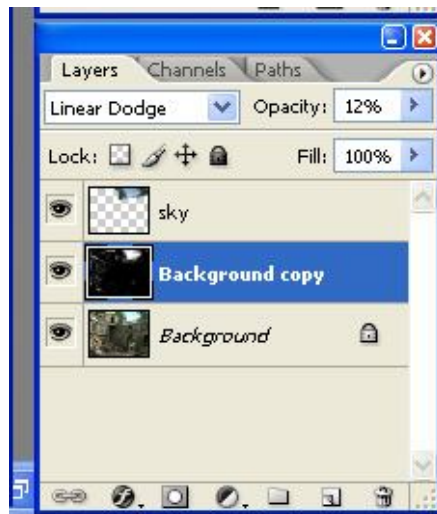 Layers Channels Paths
Linear Dodge Opacity: 12%
Lock: Fill: 100%
sky
Background copy
Background